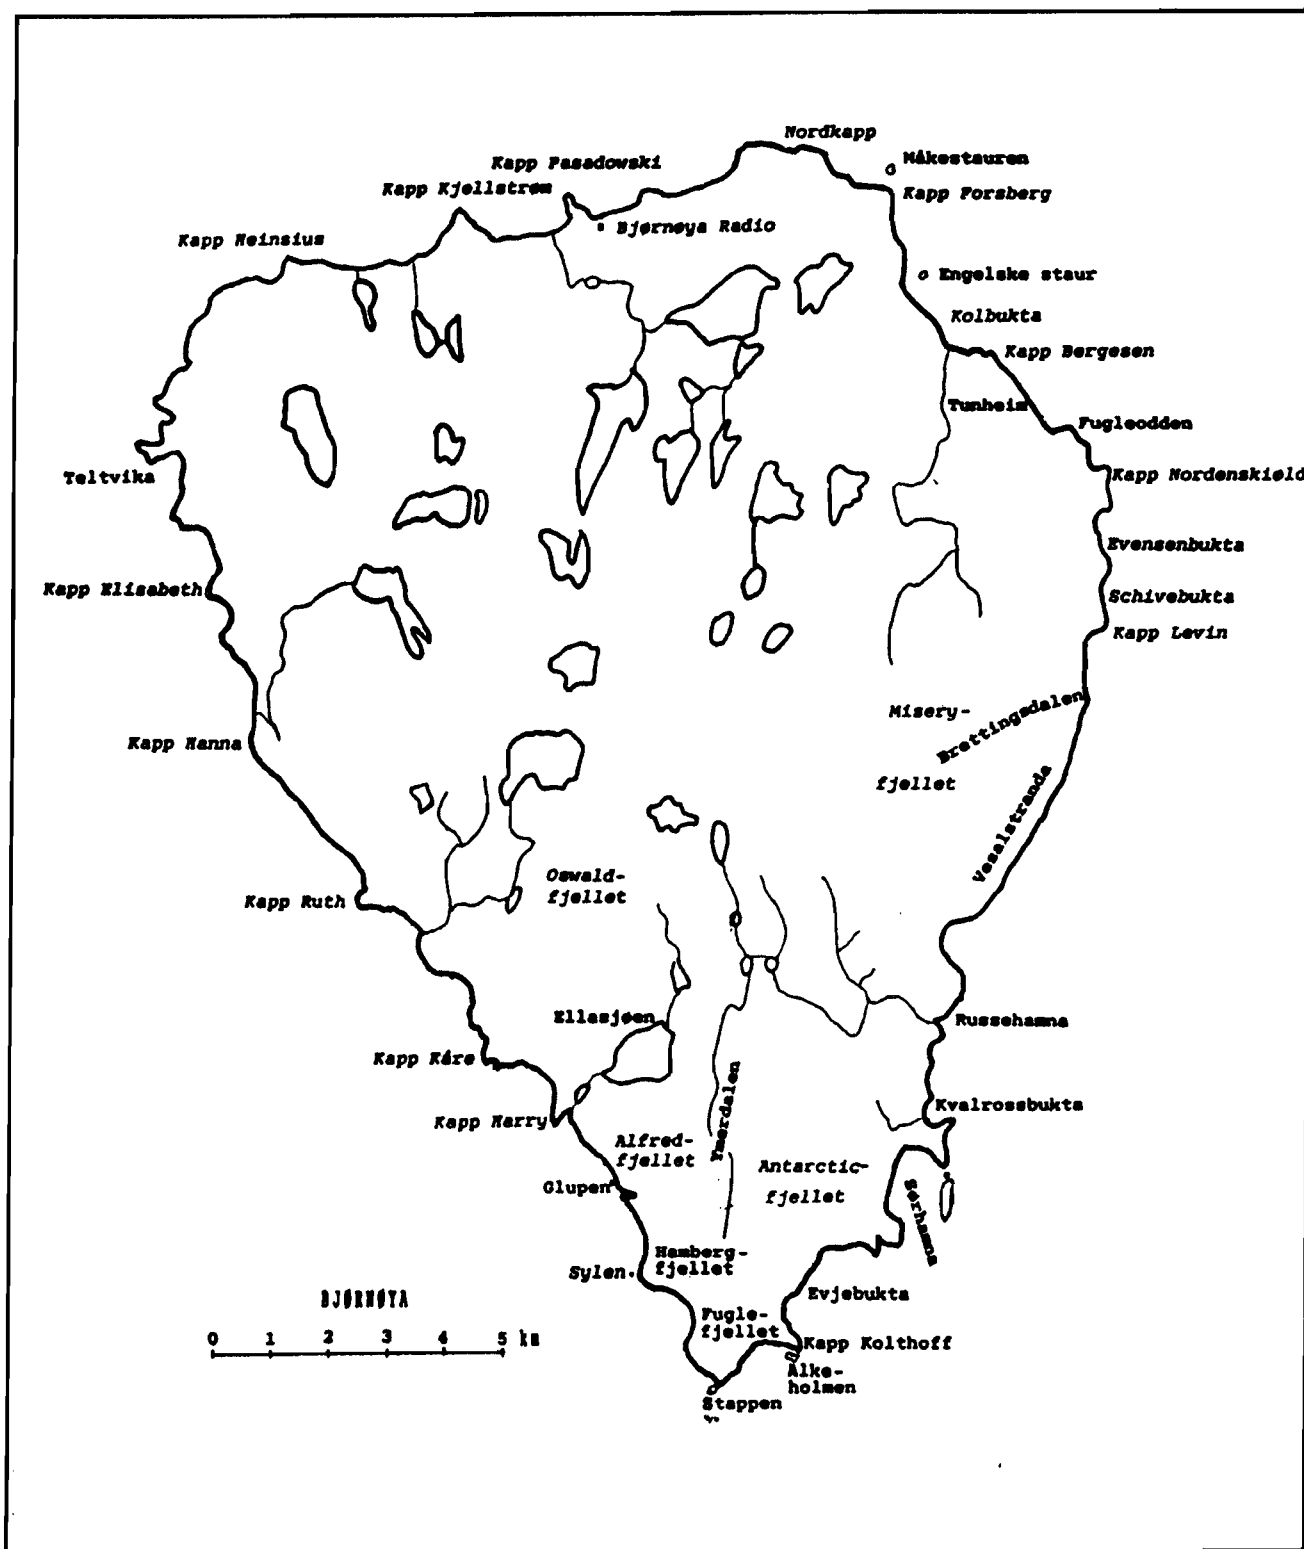 Nordkapp
Måkestauren
Kapp Pasadowski
Kapp Kjellstrøm
Kapp Forsberg
Bjørnøya Radio
Kapp Heinsius
Engelske staur
Kolbukta
Kapp Bergesen
Tunheim
Fugleodden
Teltvika
Kapp Nordenskiøld
Evensenbukta
Kapp Elisabeth
Schivebukta
Kapp Levin
Misery-
fjellet
Brettingsdalen
Kapp Hanna
Vesalstranda
Oswald-
fjellet
Kapp Ruth
Ellasjøen
Russehamna
Kapp Kåre
Ymerdalen
Kvalrossbukta
Kapp Harry
Alfred-
fjellet
Antarctic-
fjellet
Glupen
Sørhamna
Hamberg-
fjellet
Sylen
Evjebukta
BJØRNØYA
Fugle-
fjellet
0 1 2 3 4 5 km
Kapp Kolthoff
Alke-
holmen
Stappen